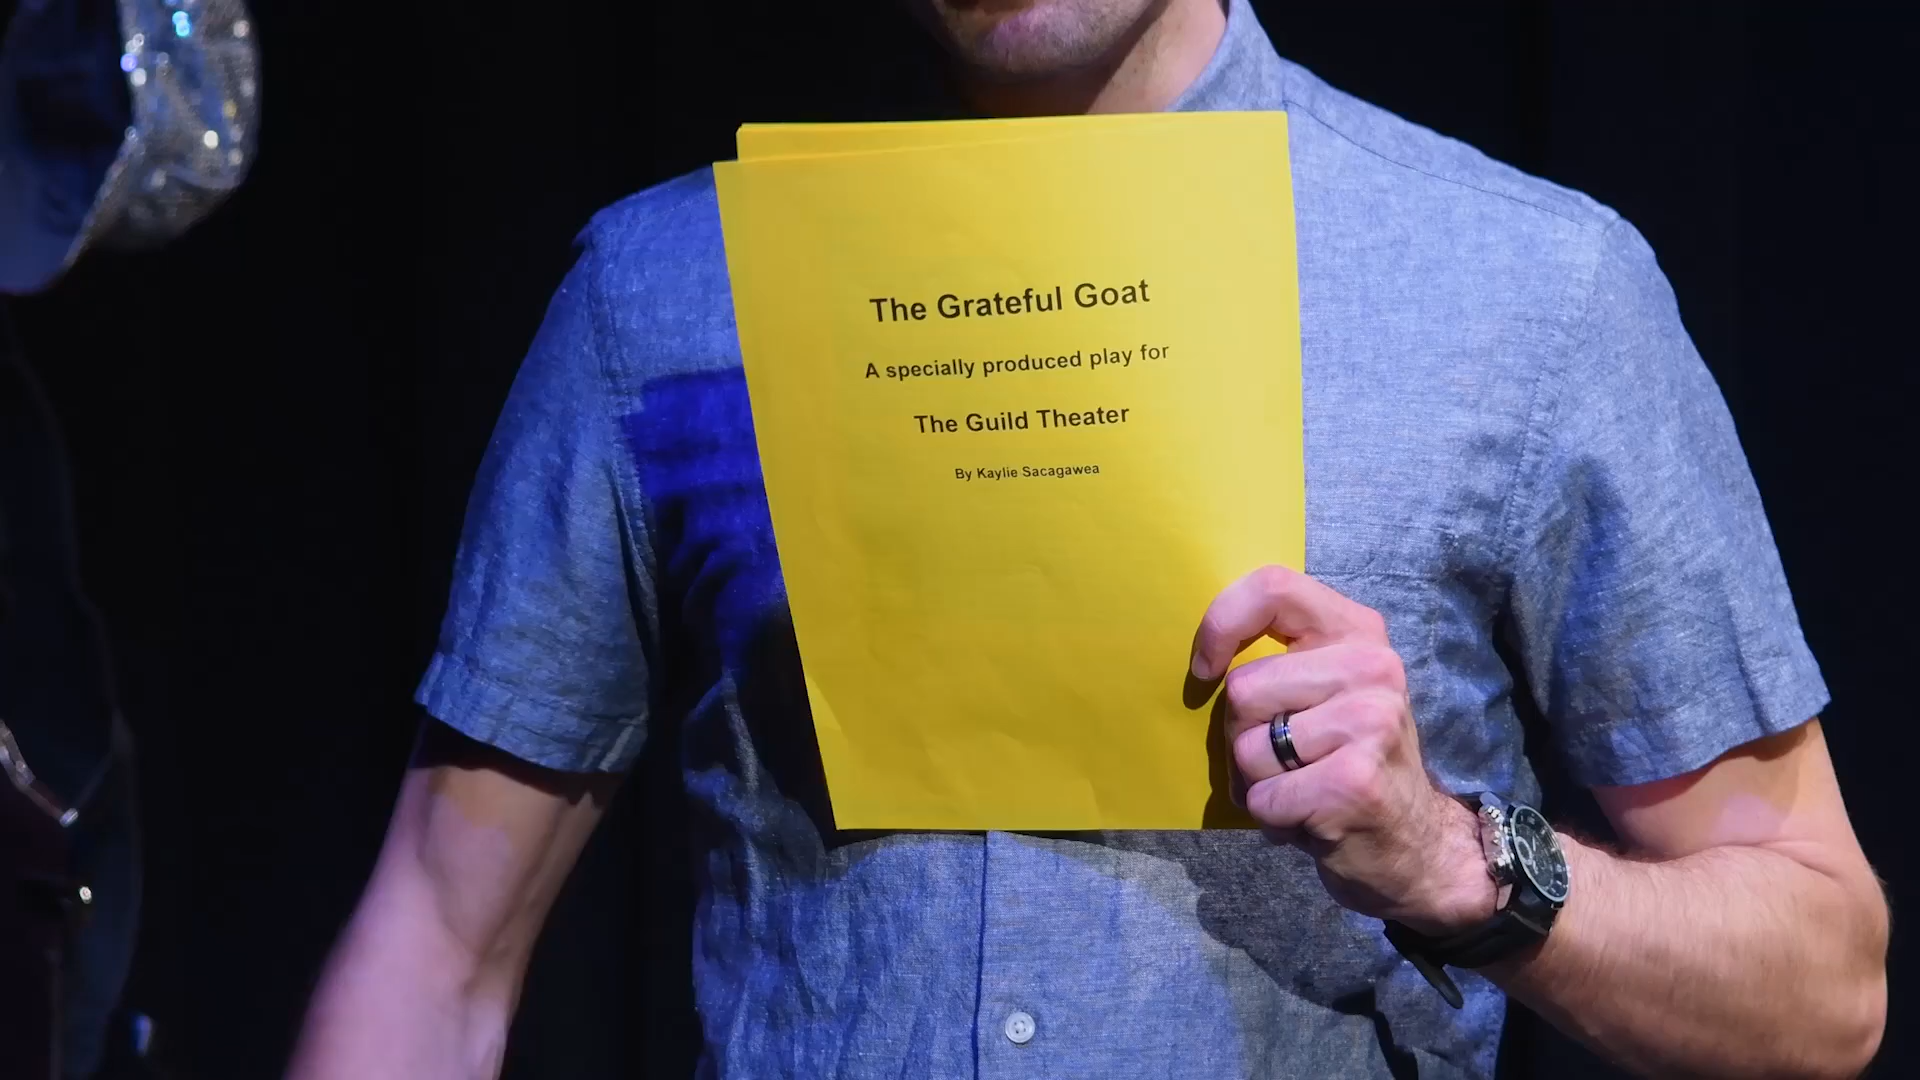 The Grateful Goat
A specially produced play for
The Guild Theater
By Kaylie Sacagawea